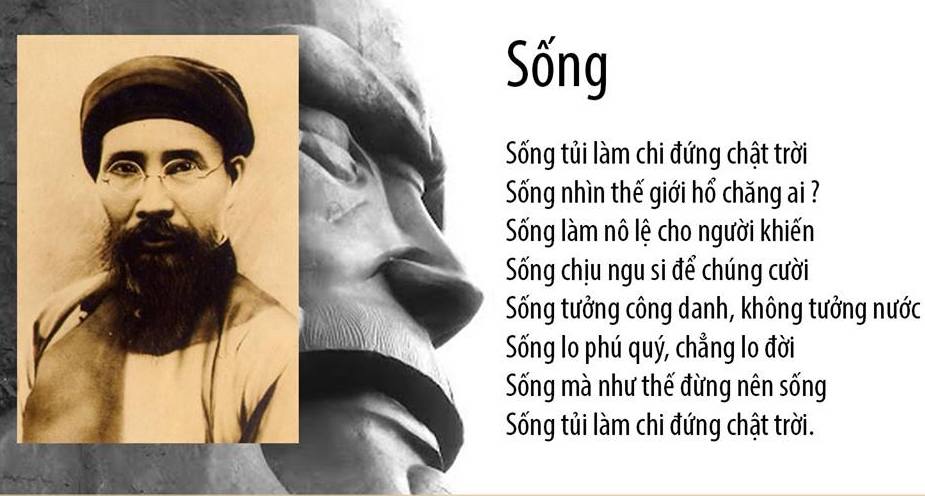 Sống
Sống tủi làm chi đứng chật trời
Sống nhìn thế giới hổ chăng ai ?
Sống làm nô lệ cho người khiến
Sống chịu ngu si để chúng cười
Sống tưởng công danh, không tưởng nước
Sống lo phú quý, chẳng lo đời
Sống mà như thế đừng nên sống
Sống tủi làm chi đứng chật trời.